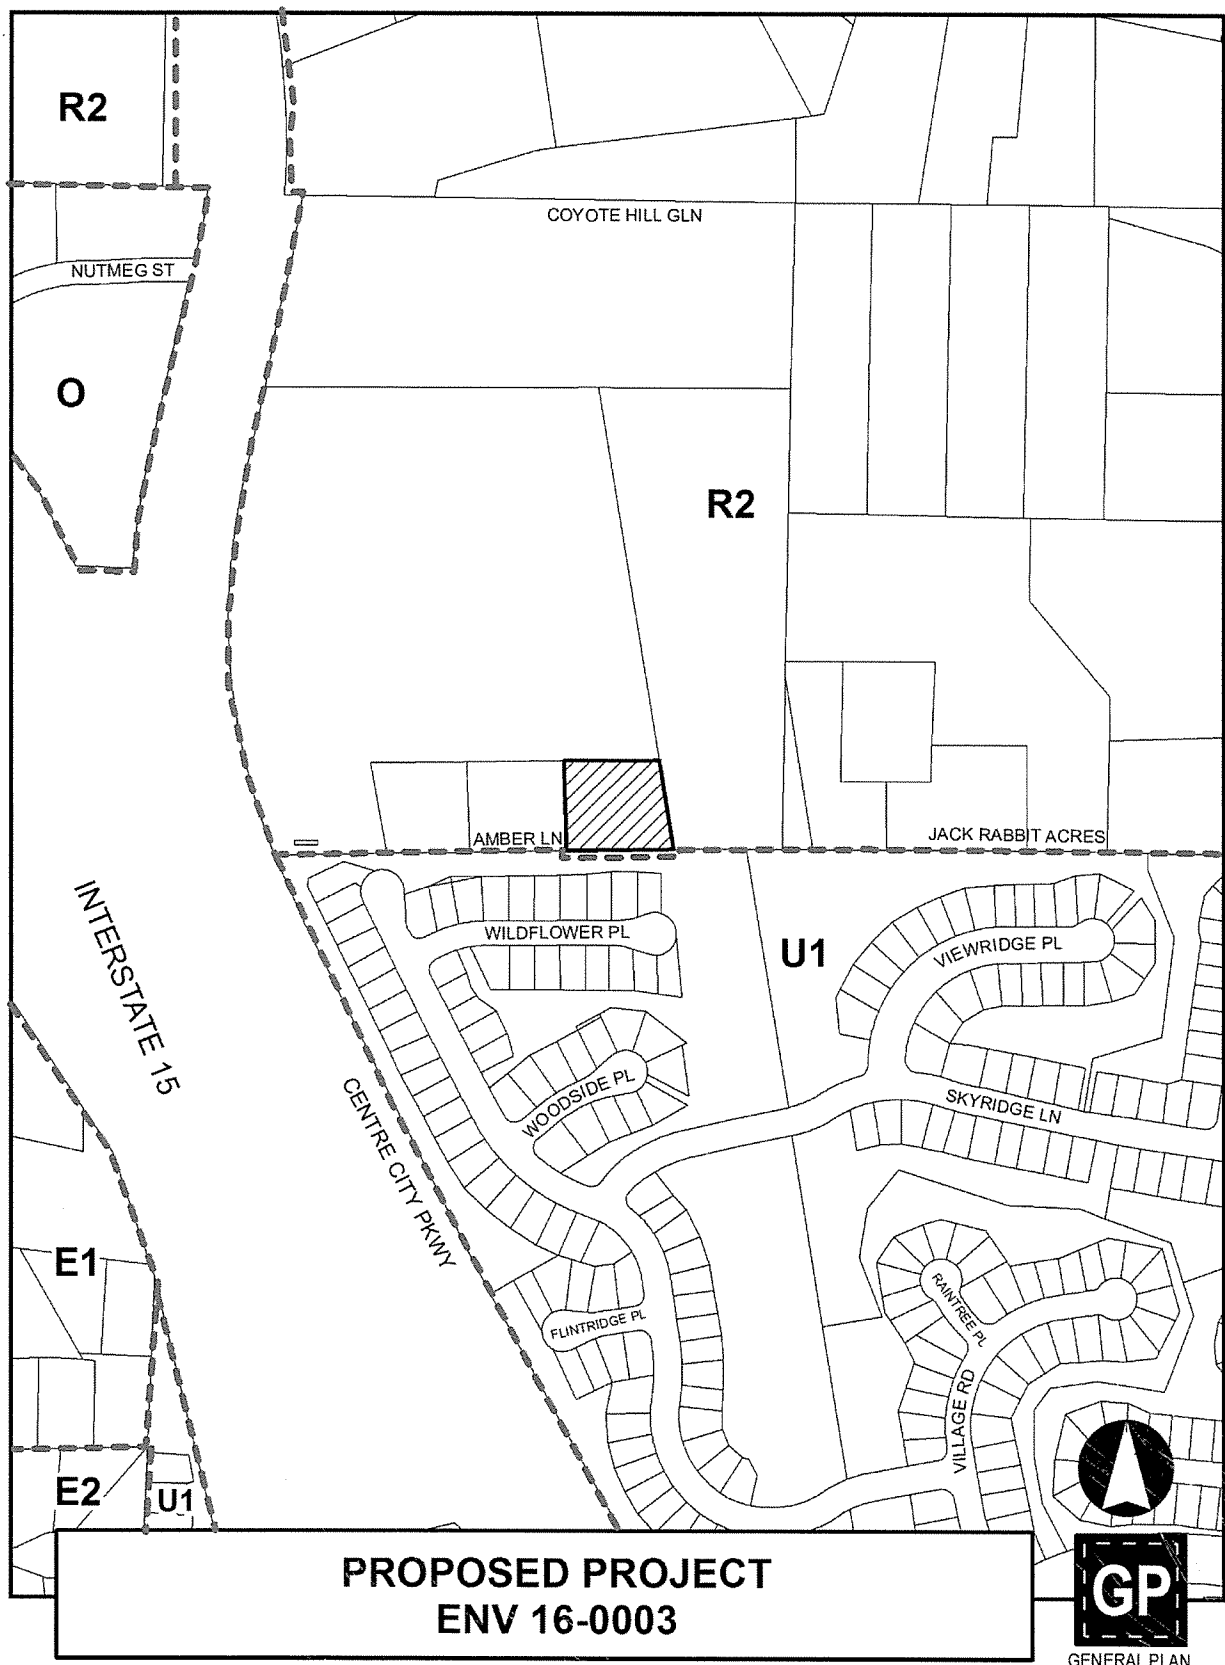 R2
COYOTE HILL GLN
NUTMEG ST
O
R2
AMBER LN
JACK RABBIT ACRES
INTERSTATE 15
WILDFLOWER PL
U1
VIEWRIDGE PL
CENTRE CITY PKWY
WOODSIDE PL
SKYRIDGE LN
E1
FLINTRIDGE PL
RAINTREE PL
VILLAGE RD
E2
U1
PROPOSED PROJECT
ENV 16-0003
GP
GENERAL PLAN